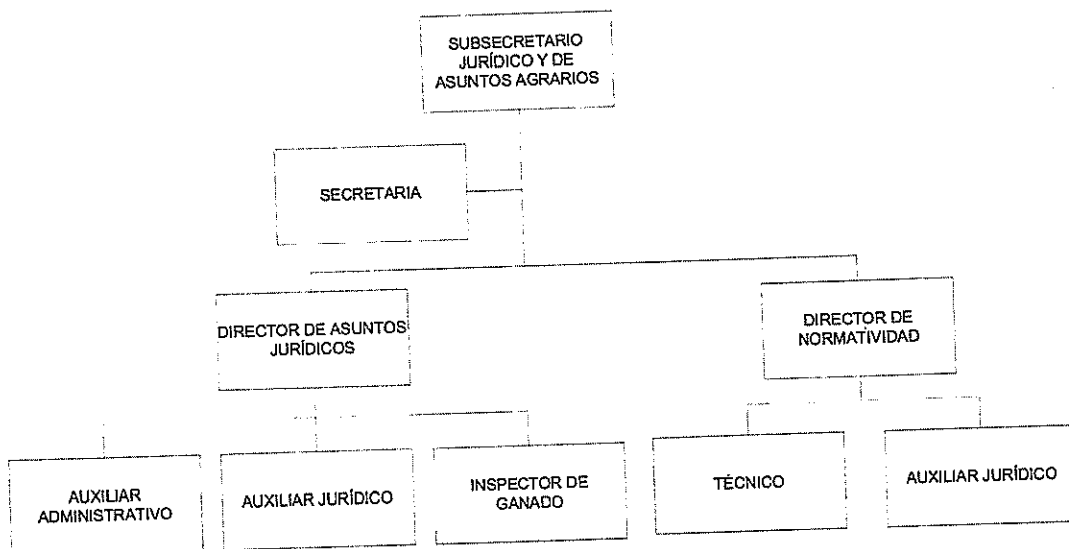 SUBSECRETARIO
JURÍDICO Y DE
ASUNTOS AGRARIOS
SECRETARIA
DIRECTOR DE ASUNTOS
JURÍDICOS
DIRECTOR DE
NORMATIVIDAD
AUXILIAR
ADMINISTRATIVO
AUXILIAR JURÍDICO
INSPECTOR DE
GANADO
TÉCNICO
AUXILIAR JURÍDICO